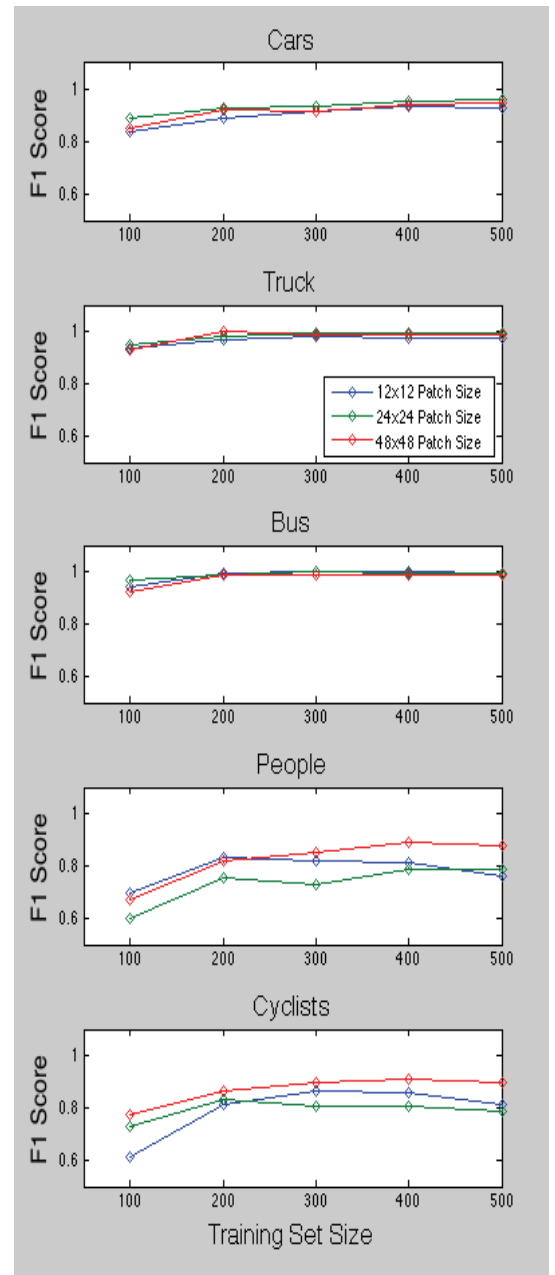 Cars
F1 Score
1
0.8
0.6
100 200 300 400 500
Truck
F1 Score
1
0.8
0.6
12x12 Patch Size
24x24 Patch Size
48x48 Patch Size
100 200 300 400 500
Bus
F1 Score
1
0.8
0.6
100 200 300 400 500
People
F1 Score
1
0.8
0.6
100 200 300 400 500
Cyclists
F1 Score
1
0.8
0.6
100 200 300 400 500
Training Set Size